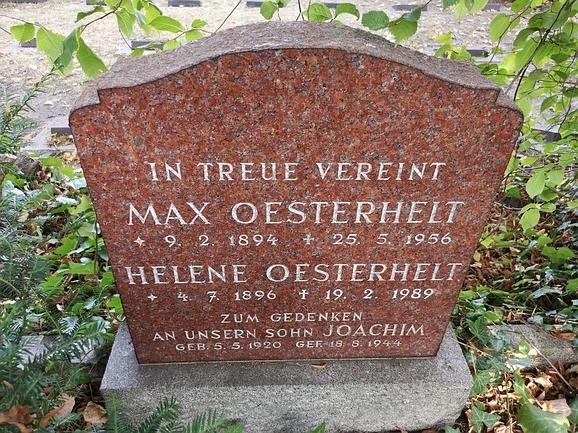 IN TREUE VEREINT
MAX OESTERHELT
✦ 9. 2. 1894 ✝ 25. 5. 1956
HELENE OESTERHELT
✦ 4. 7. 1896 ✝ 19. 2. 1989
ZUM GEDENKEN
AN UNSERN SOHN JOACHIM
GEB. 5. 5. 1920 GEF. 18. 8. 1944